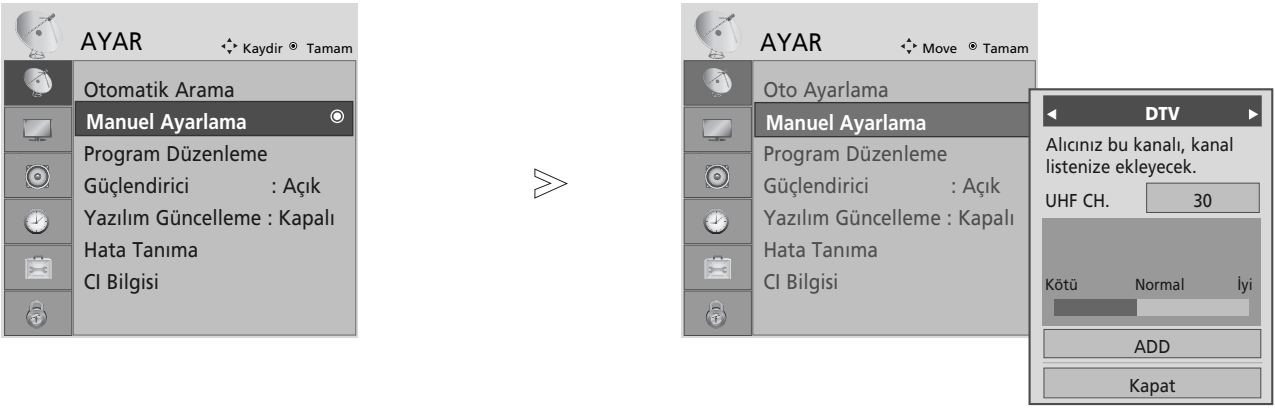 AYAR Kaydir Tamam
Otomatik Arama
Manuel Ayarlama
Program Düzenleme
Güçlendirici : Açık
Yazılım Güncelleme : Kapalı
Hata Tanıma
CI Bilgisi
AYAR Move Tamam
Oto Ayarlama
Manuel Ayarlama
Program Düzenleme
Güçlendirici : Açık
Yazılım Güncelleme : Kapalı
Hata Tanıma
CI Bilgisi
DTV
Alıcınız bu kanalı, kanal
listenize ekleyecek.
UHF CH. 30
Kötü Normal İyi
ADD
Kapat